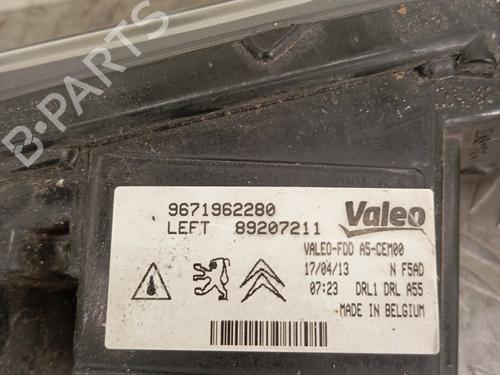 9671962280
LEFT 89207211
Valeo
VALEO-FDD A5-CEM00
17/04/13 N F5AD
07:23 DRL1 DRL A55
MADE IN BELGIUM
B-PARTS